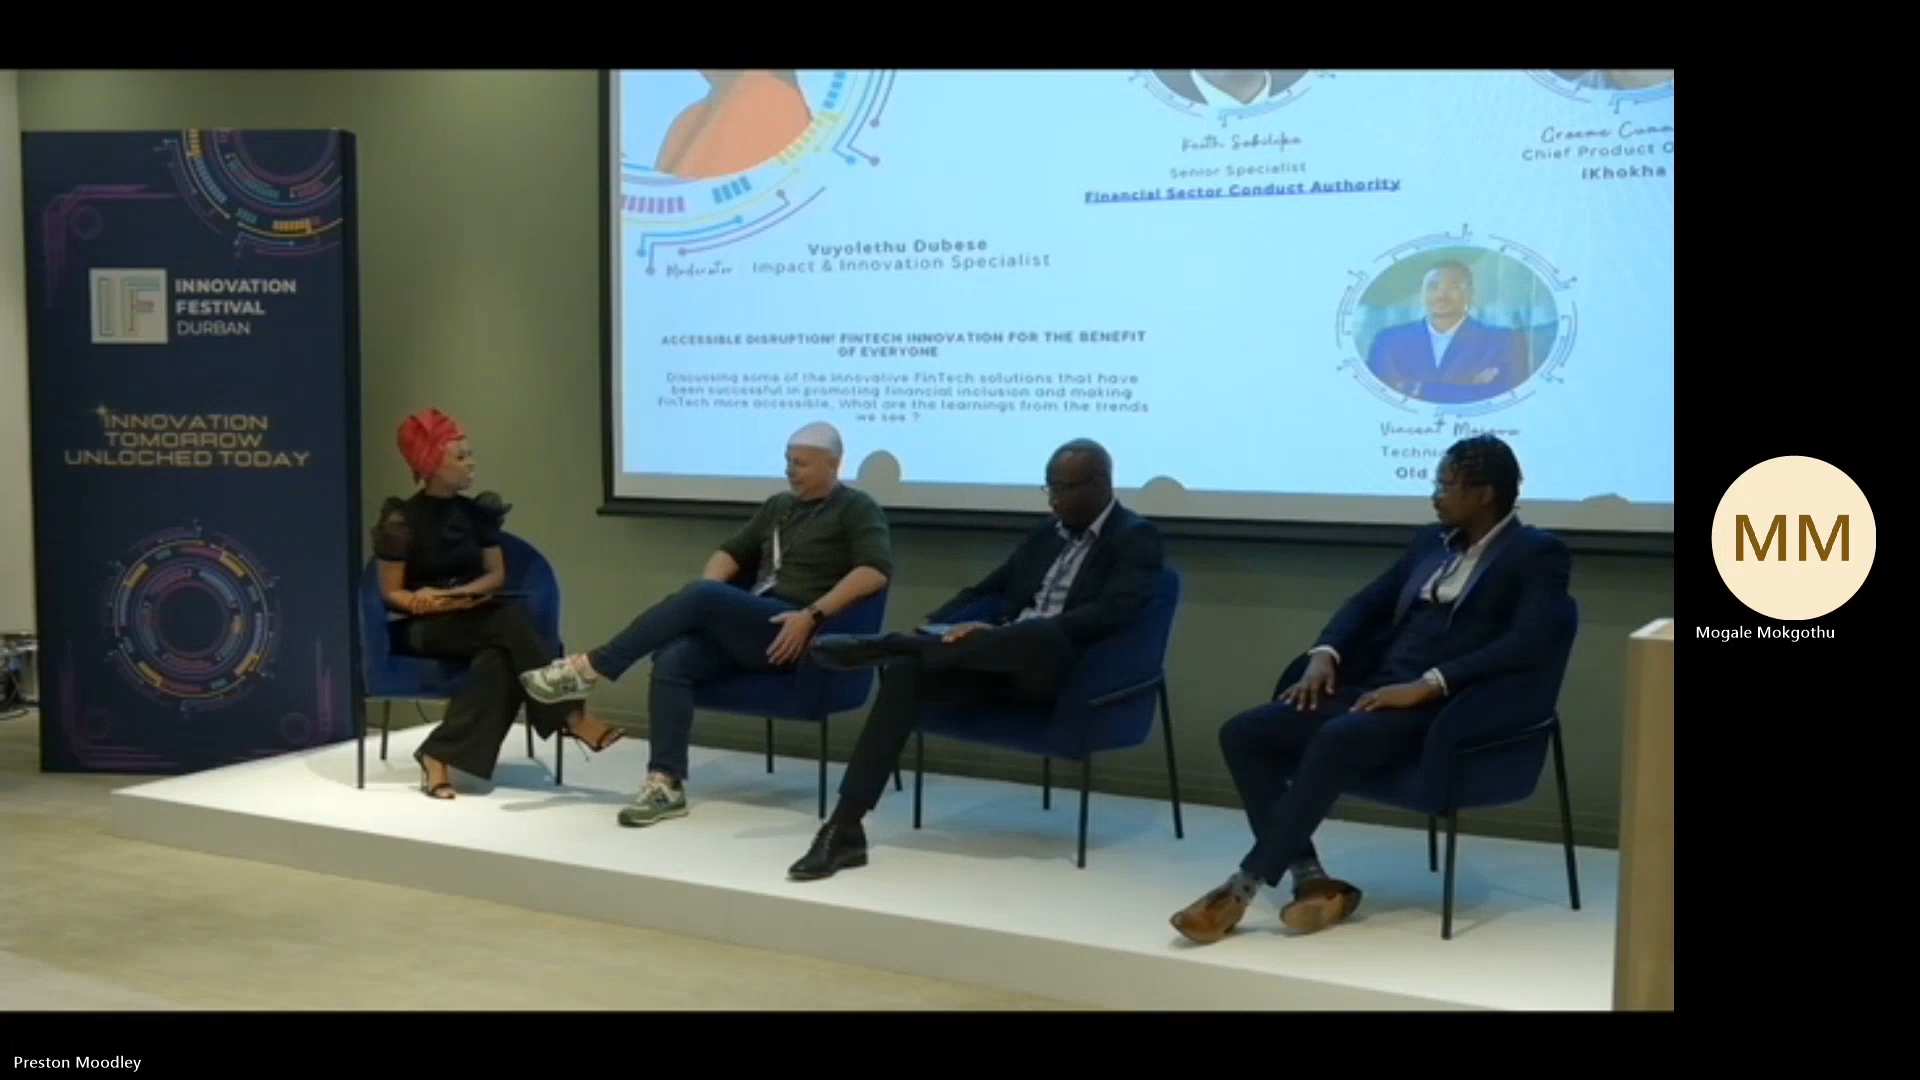 INNOVATION
FESTIVAL
DURBAN
INNOVATION
TOMORROW
UNLOCHED TODAY
Keith
Senior Specialist
Financial Sector Conduct Authority
Graeme
Chief Product
iKhokha
Vuyolethu Dubese
Moderator : Impact & Innovation Specialist
ACCESSIBLE DISRUPTION! FINTECH INNOVATION FOR THE BENEFIT
OF EVERYONE
Discussing some of the innovative FinTech solutions that have
been successful in promoting financial inclusion and making
FinTech more accessible. What are the learnings from the trends
we see ?
Vincent
Old
MM
Mogale Mokgothu
Preston Moodley